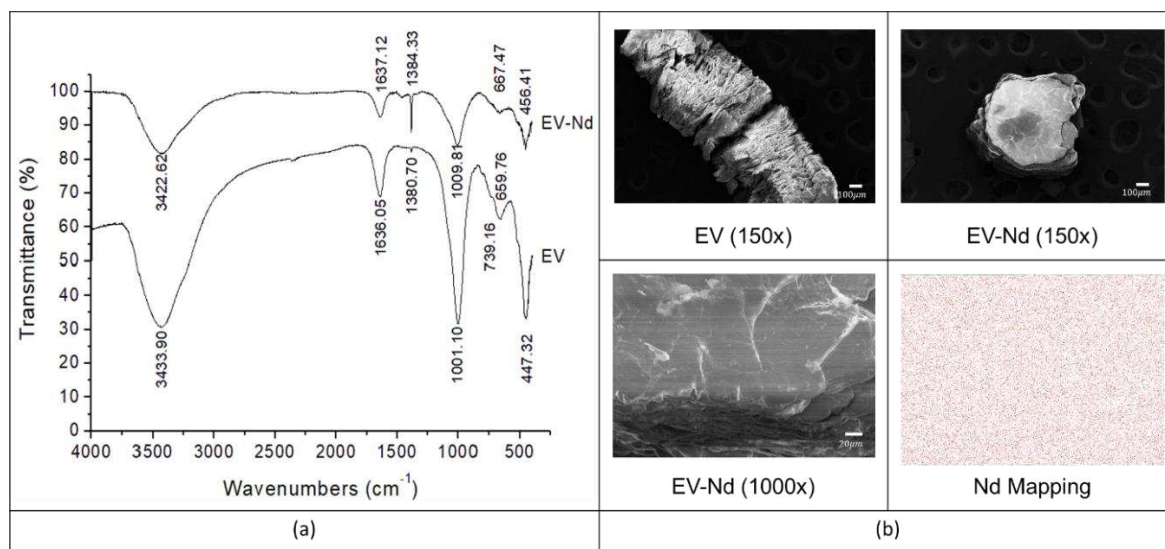 100
90
80
70
60
50
40
30
20
10
0
Transmittance (%)
4000
3500
3000
2500
2000
1500
1000
500
Wavenumbers (cm⁻¹)
3422.62
1637.12
1384.33
1009.81
667.47
456.41
EV-Nd
3433.90
1636.05
1380.70
1001.10
739.16
659.76
447.32
EV
(a)
100μm
EV (150x)
100μm
EV-Nd (150x)
20μm
EV-Nd (1000x)
Nd Mapping
(b)